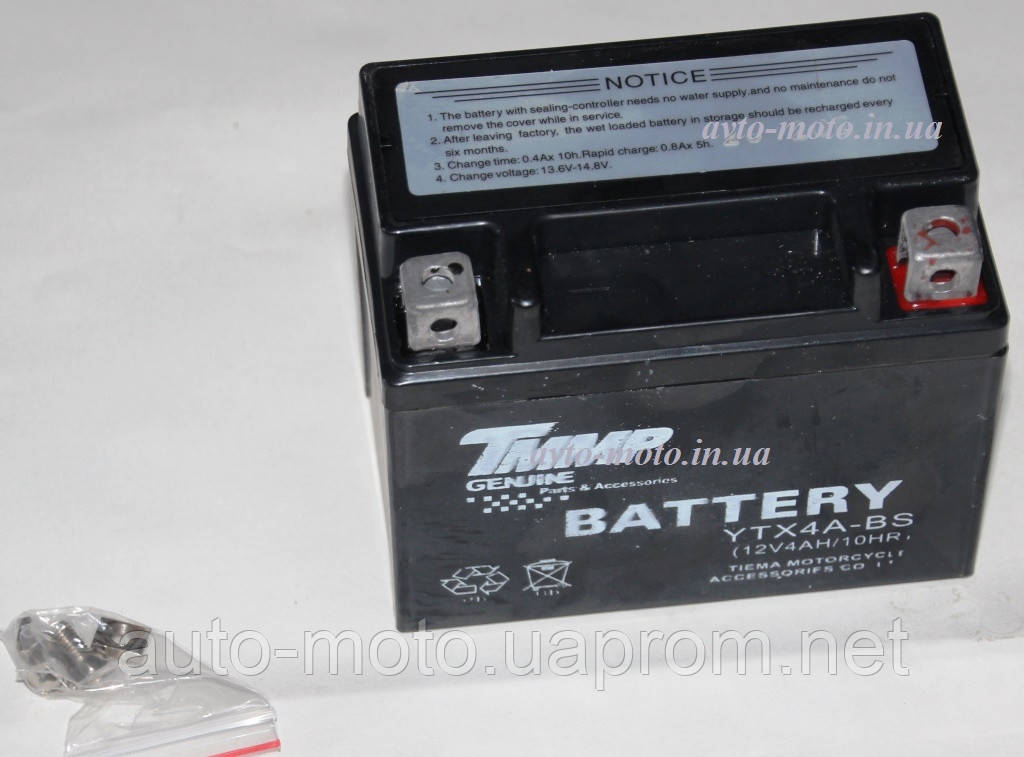 NOTICE
1. The battery with sealing-controller needs no water supply.and no maintenance do not
remove the cover while in service.
2. After leaving factory, the wet loaded battery in storage should be recharged every
six months.
3. Change time: 0.4Ax 10h.Rapid charge: 0.8Ax 5h.
4. Change voltage: 13.6V-14.8V.
avto-moto.in.ua
TMMP
avto-moto.in.ua
GENUINE
Parts & Accessories
BATTERY
YTX4A-BS
(12V4AH/10HR)
TIEMA MOTORCYCLE
ACCESSORIES CO
auto-moto.uaprom.net